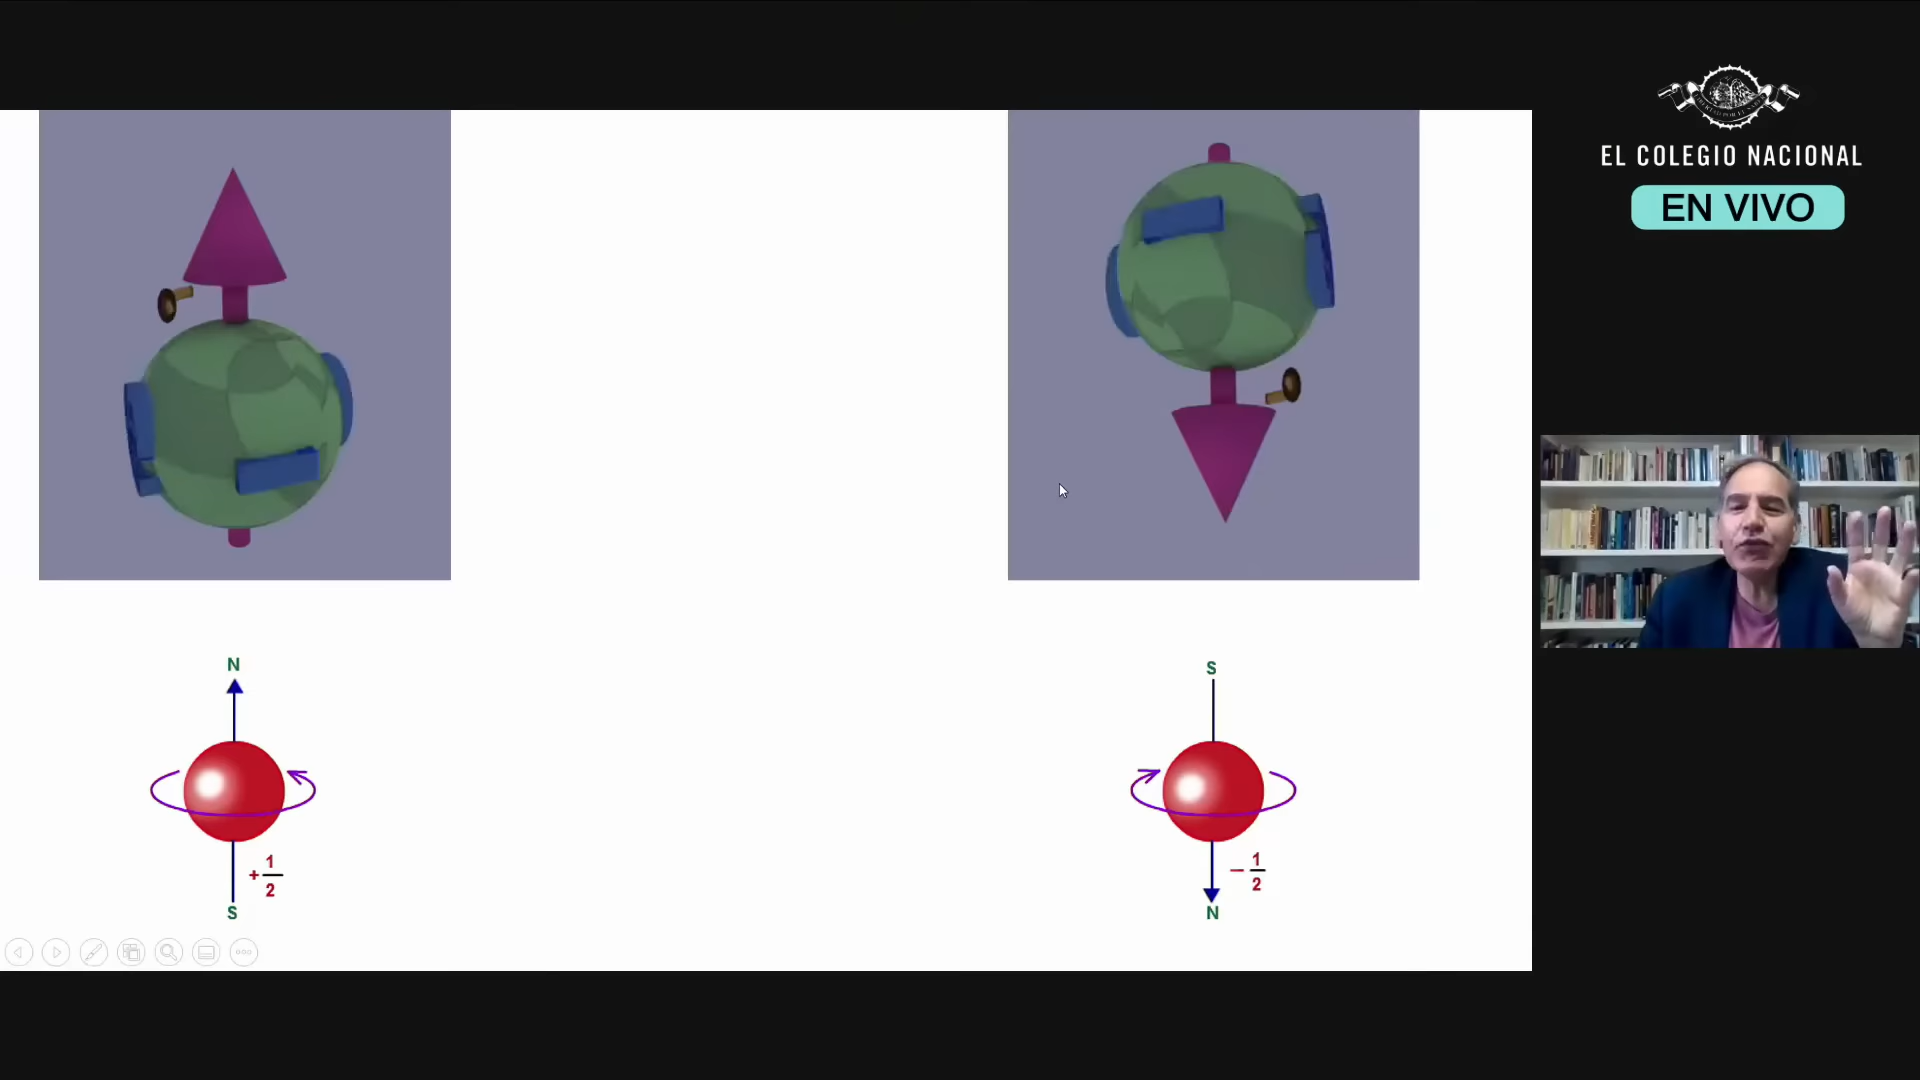 EL COLEGIO NACIONAL
EN VIVO
N
+ 1/2
S
S
− 1/2
N